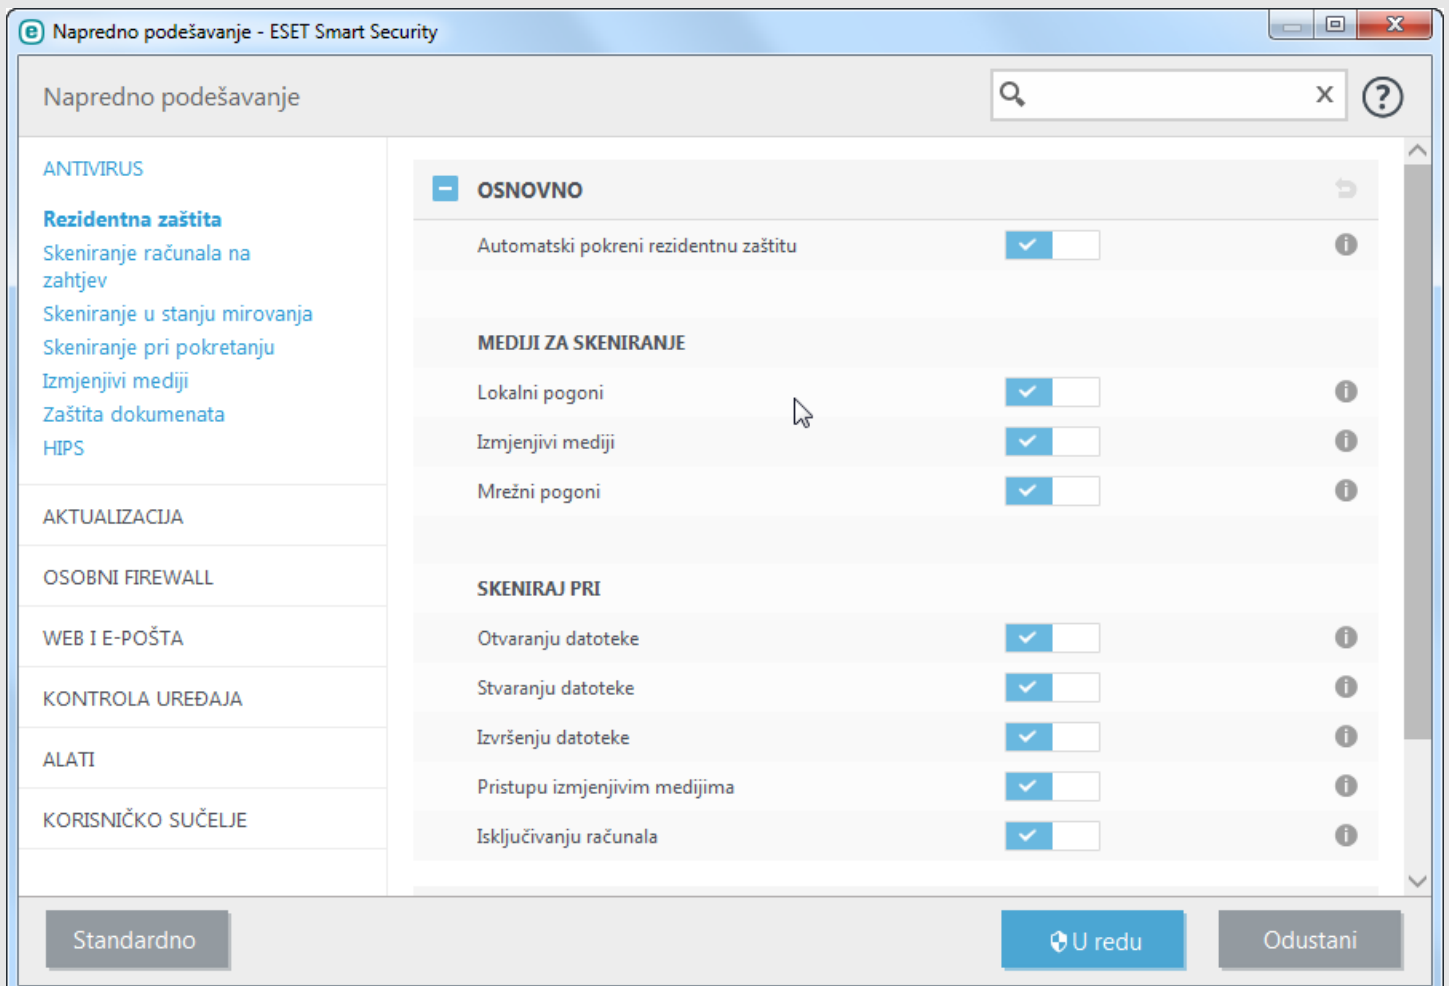 Napredno podešavanje - ESET Smart Security
Napredno podešavanje
ANTIVIRUS
Rezidentna zaštita
Skeniranje računala na
zahtjev
Skeniranje u stanju mirovanja
Skeniranje pri pokretanju
Izmjenjivi mediji
Zaštita dokumenata
HIPS
AKTUALIZACIJA
OSOBNI FIREWALL
WEB I E-POŠTA
KONTROLA UREĐAJA
ALATI
KORISNIČKO SUČELJE
OSNOVNO
Automatski pokreni rezidentnu zaštitu
MEDIJI ZA SKENIRANJE
Lokalni pogoni
Izmjenjivi mediji
Mrežni pogoni
SKENIRAJ PRI
Otvaranju datoteke
Stvaranju datoteke
Izvršenju datoteke
Pristupu izmjenjivim medijima
Isključivanju računala
Standardno
U redu
Odustani